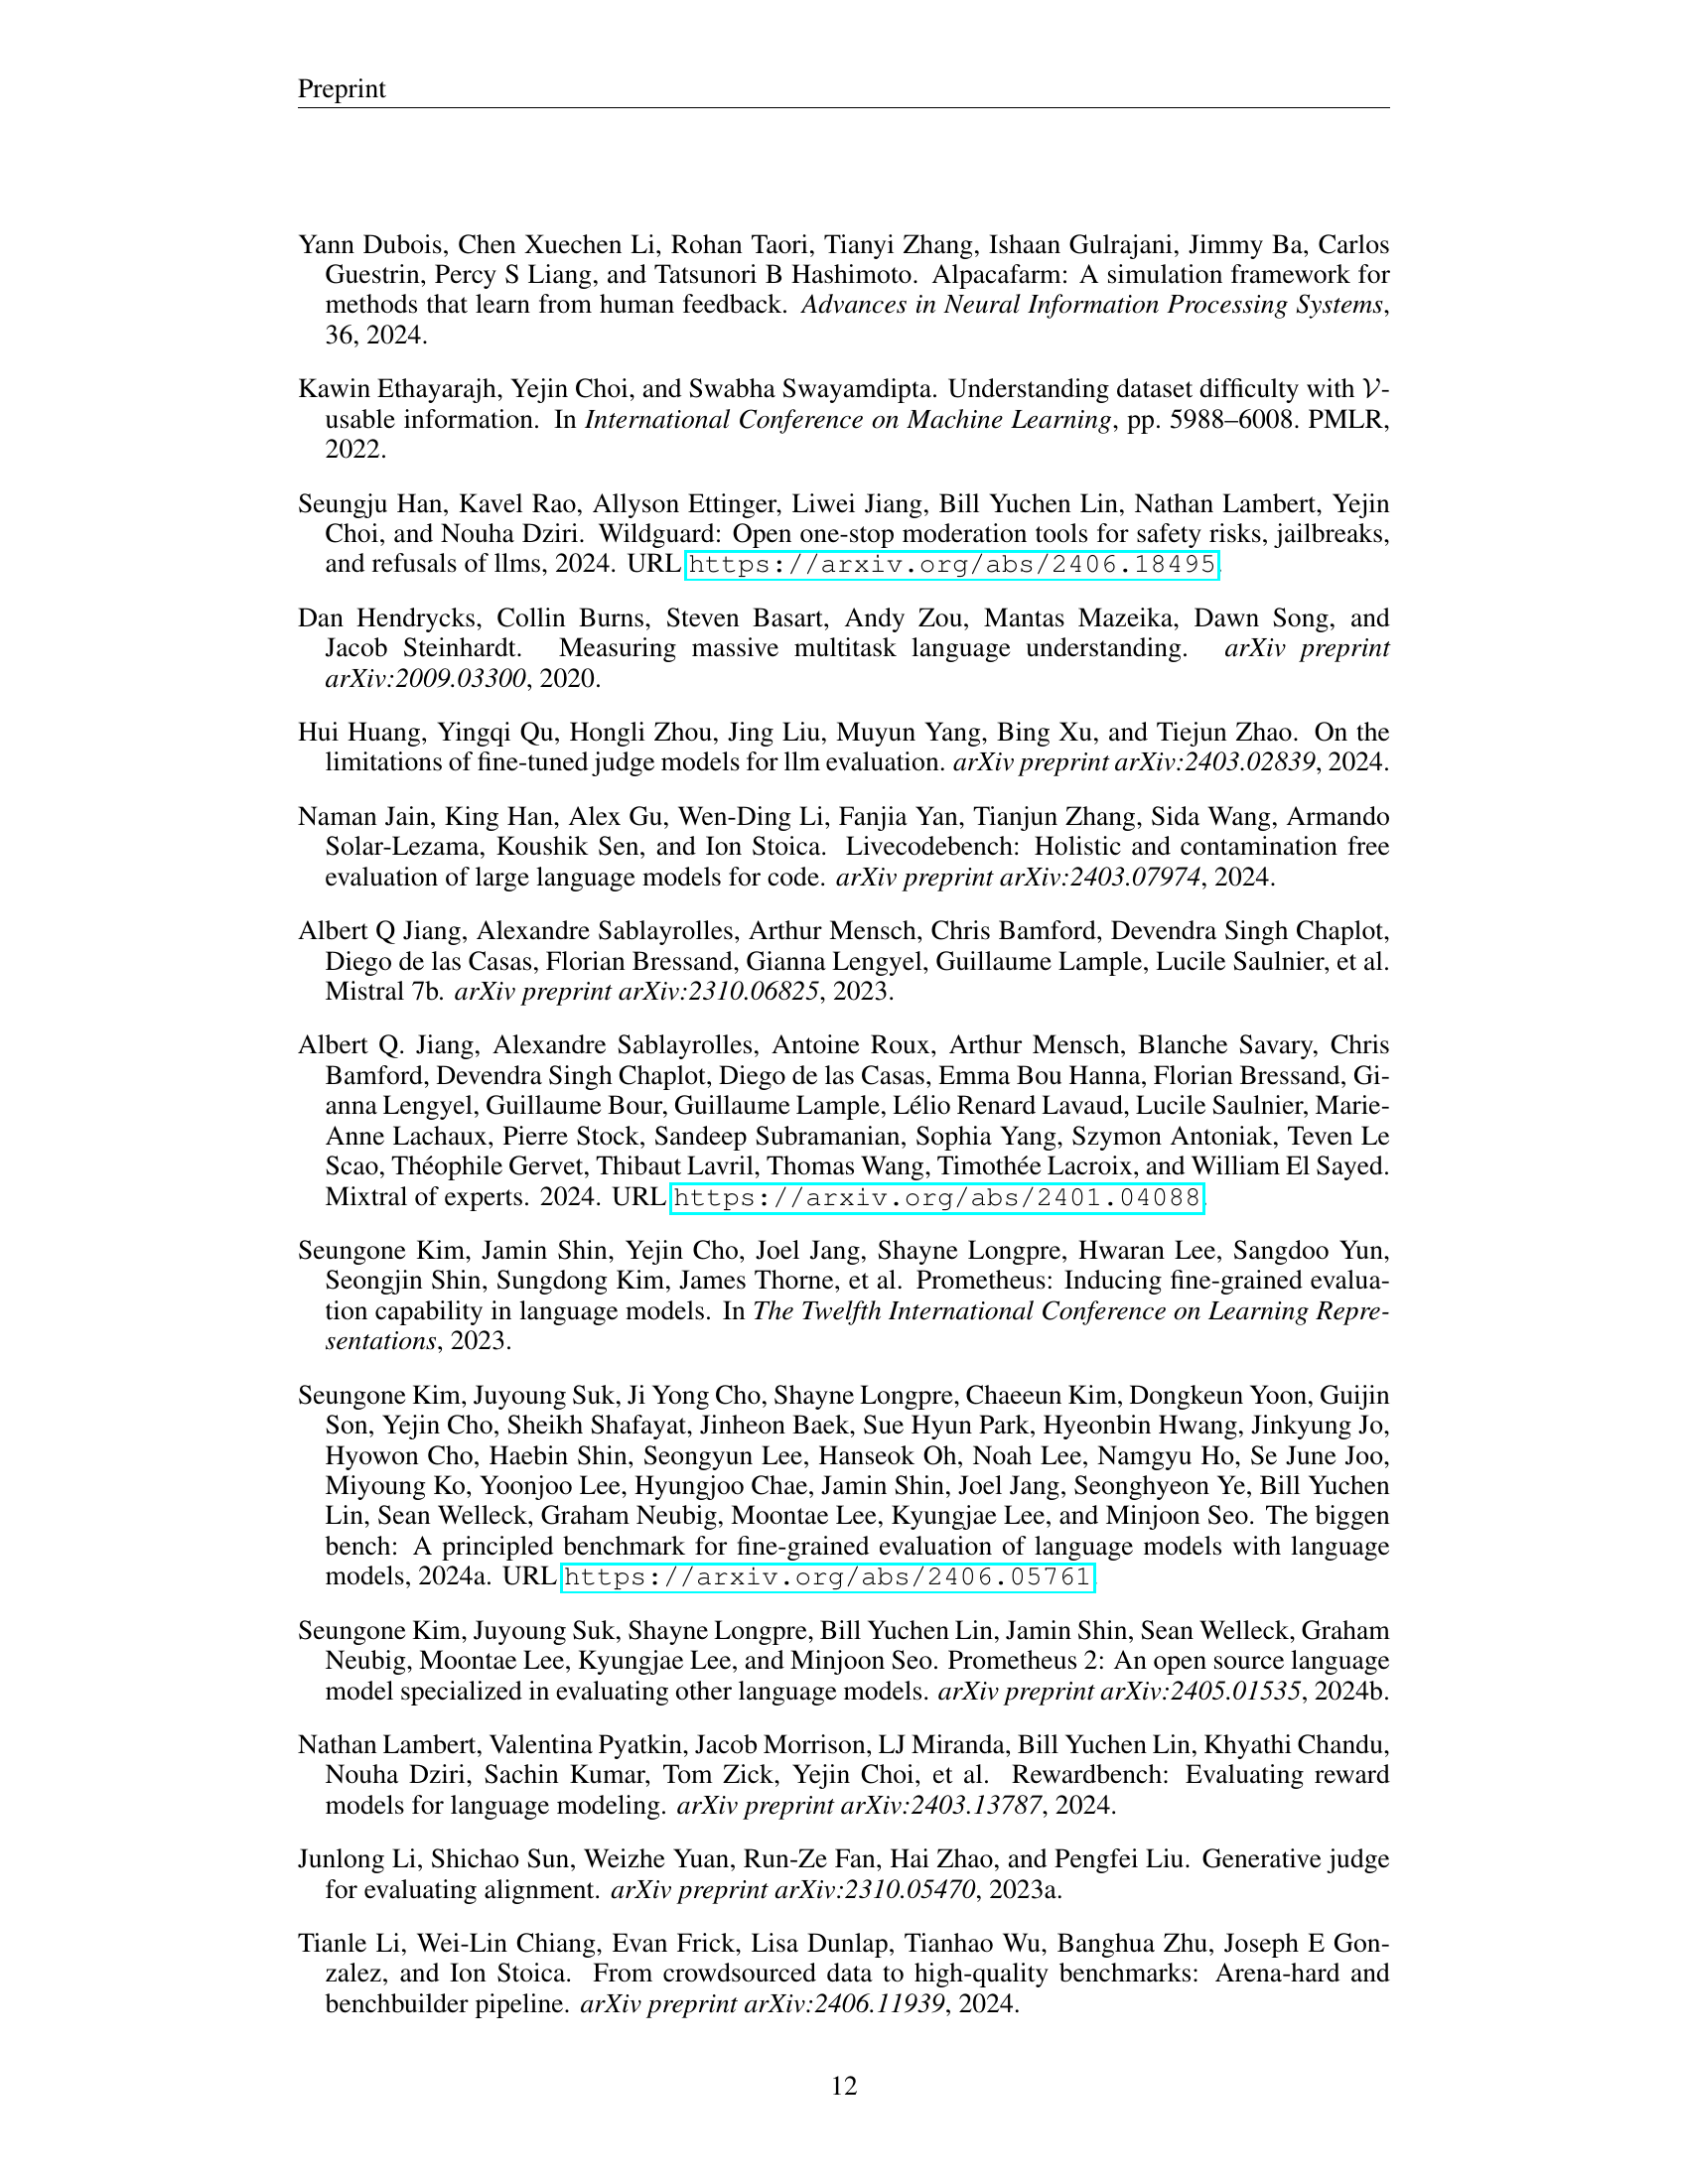 Preprint
Yann Dubois, Chen Xuechen Li, Rohan Taori, Tianyi Zhang, Ishaan Gulrajani, Jimmy Ba, Carlos
Guestrin, Percy S Liang, and Tatsunori B Hashimoto. Alpacafarm: A simulation framework for
methods that learn from human feedback. Advances in Neural Information Processing Systems,
36, 2024.
Kawin Ethayarajh, Yejin Choi, and Swabha Swayamdipta. Understanding dataset difficulty with 𝒱-
usable information. In International Conference on Machine Learning, pp. 5988–6008. PMLR,
2022.
Seungju Han, Kavel Rao, Allyson Ettinger, Liwei Jiang, Bill Yuchen Lin, Nathan Lambert, Yejin
Choi, and Nouha Dziri. Wildguard: Open one-stop moderation tools for safety risks, jailbreaks,
and refusals of llms, 2024. URL https://arxiv.org/abs/2406.18495.
Dan Hendrycks, Collin Burns, Steven Basart, Andy Zou, Mantas Mazeika, Dawn Song, and
Jacob Steinhardt. Measuring massive multitask language understanding. arXiv preprint
arXiv:2009.03300, 2020.
Hui Huang, Yingqi Qu, Hongli Zhou, Jing Liu, Muyun Yang, Bing Xu, and Tiejun Zhao. On the
limitations of fine-tuned judge models for llm evaluation. arXiv preprint arXiv:2403.02839, 2024.
Naman Jain, King Han, Alex Gu, Wen-Ding Li, Fanjia Yan, Tianjun Zhang, Sida Wang, Armando
Solar-Lezama, Koushik Sen, and Ion Stoica. Livecodebench: Holistic and contamination free
evaluation of large language models for code. arXiv preprint arXiv:2403.07974, 2024.
Albert Q Jiang, Alexandre Sablayrolles, Arthur Mensch, Chris Bamford, Devendra Singh Chaplot,
Diego de las Casas, Florian Bressand, Gianna Lengyel, Guillaume Lample, Lucile Saulnier, et al.
Mistral 7b. arXiv preprint arXiv:2310.06825, 2023.
Albert Q. Jiang, Alexandre Sablayrolles, Antoine Roux, Arthur Mensch, Blanche Savary, Chris
Bamford, Devendra Singh Chaplot, Diego de las Casas, Emma Bou Hanna, Florian Bressand, Gi-
anna Lengyel, Guillaume Bour, Guillaume Lample, Lélio Renard Lavaud, Lucile Saulnier, Marie-
Anne Lachaux, Pierre Stock, Sandeep Subramanian, Sophia Yang, Szymon Antoniak, Teven Le
Scao, Théophile Gervet, Thibaut Lavril, Thomas Wang, Timothée Lacroix, and William El Sayed.
Mixtral of experts. 2024. URL https://arxiv.org/abs/2401.04088.
Seungone Kim, Jamin Shin, Yejin Cho, Joel Jang, Shayne Longpre, Hwaran Lee, Sangdoo Yun,
Seongjin Shin, Sungdong Kim, James Thorne, et al. Prometheus: Inducing fine-grained evalua-
tion capability in language models. In The Twelfth International Conference on Learning Repre-
sentations, 2023.
Seungone Kim, Juyoung Suk, Ji Yong Cho, Shayne Longpre, Chaeeun Kim, Dongkeun Yoon, Guijin
Son, Yejin Cho, Sheikh Shafayat, Jinheon Baek, Sue Hyun Park, Hyeonbin Hwang, Jinkyung Jo,
Hyowon Cho, Haebin Shin, Seongyun Lee, Hanseok Oh, Noah Lee, Namgyu Ho, Se June Joo,
Miyoung Ko, Yoonjoo Lee, Hyungjoo Chae, Jamin Shin, Joel Jang, Seonghyeon Ye, Bill Yuchen
Lin, Sean Welleck, Graham Neubig, Moontae Lee, Kyungjae Lee, and Minjoon Seo. The biggen
bench: A principled benchmark for fine-grained evaluation of language models with language
models, 2024a. URL https://arxiv.org/abs/2406.05761.
Seungone Kim, Juyoung Suk, Shayne Longpre, Bill Yuchen Lin, Jamin Shin, Sean Welleck, Graham
Neubig, Moontae Lee, Kyungjae Lee, and Minjoon Seo. Prometheus 2: An open source language
model specialized in evaluating other language models. arXiv preprint arXiv:2405.01535, 2024b.
Nathan Lambert, Valentina Pyatkin, Jacob Morrison, LJ Miranda, Bill Yuchen Lin, Khyathi Chandu,
Nouha Dziri, Sachin Kumar, Tom Zick, Yejin Choi, et al. Rewardbench: Evaluating reward
models for language modeling. arXiv preprint arXiv:2403.13787, 2024.
Junlong Li, Shichao Sun, Weizhe Yuan, Run-Ze Fan, Hai Zhao, and Pengfei Liu. Generative judge
for evaluating alignment. arXiv preprint arXiv:2310.05470, 2023a.
Tianle Li, Wei-Lin Chiang, Evan Frick, Lisa Dunlap, Tianhao Wu, Banghua Zhu, Joseph E Gon-
zalez, and Ion Stoica. From crowdsourced data to high-quality benchmarks: Arena-hard and
benchbuilder pipeline. arXiv preprint arXiv:2406.11939, 2024.
12